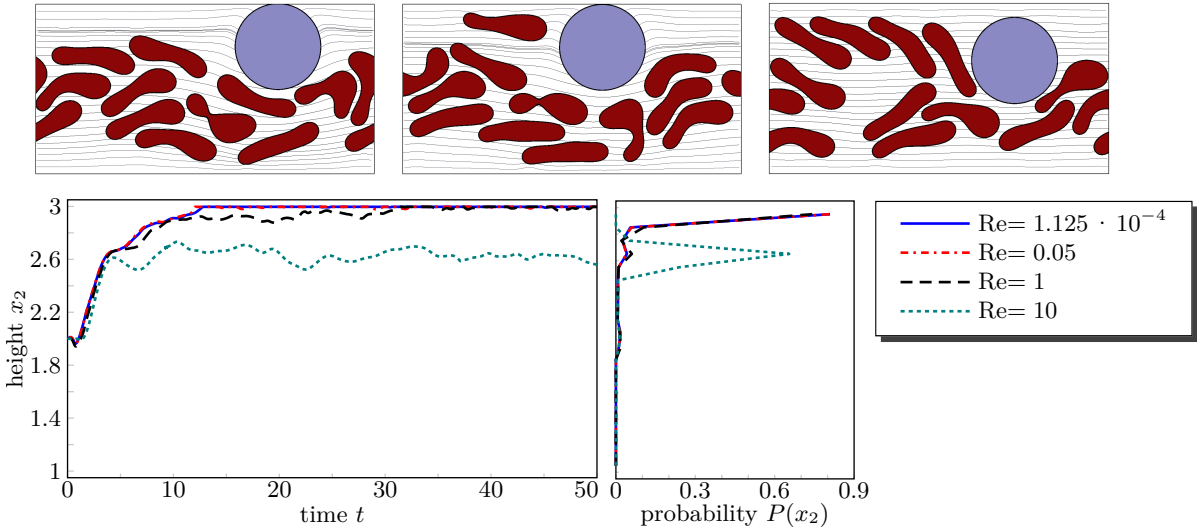 3
2.6
2.2
1.8
1.4
1
height x₂
0 10 20 30 40 50
time t
0 0.3 0.6 0.9
probability P(x₂)
Re= 1.125 · 10⁻⁴
Re= 0.05
Re= 1
Re= 10